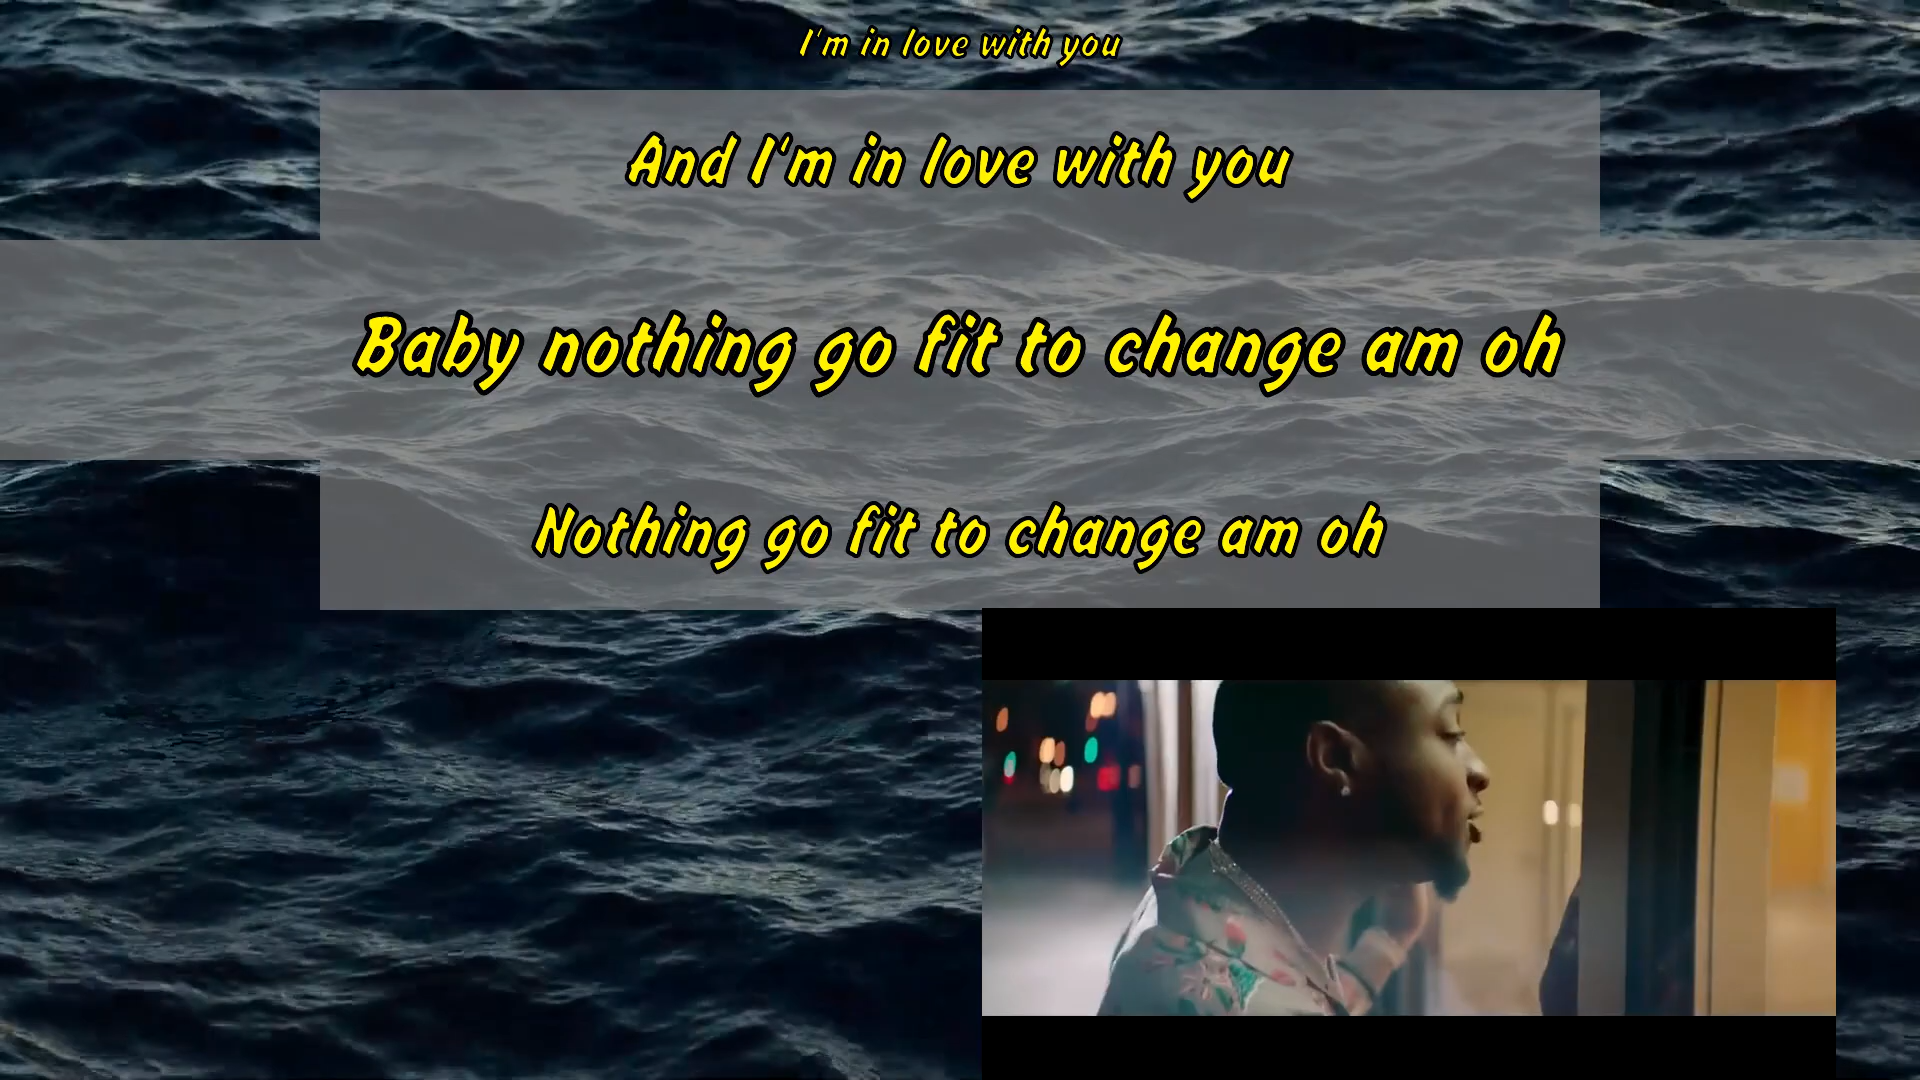 I'm in love with you
And I'm in love with you
Baby nothing go fit to change am oh
Nothing go fit to change am oh